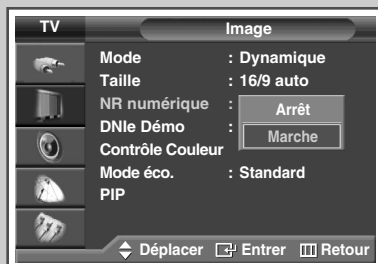 TV Image
Mode : Dynamique
Taille : 16/9 auto
NR numérique : Arrêt
DNIe Démo : Marche
Contrôle Couleur
Mode éco. : Standard
PIP
Déplacer Entrer Retour